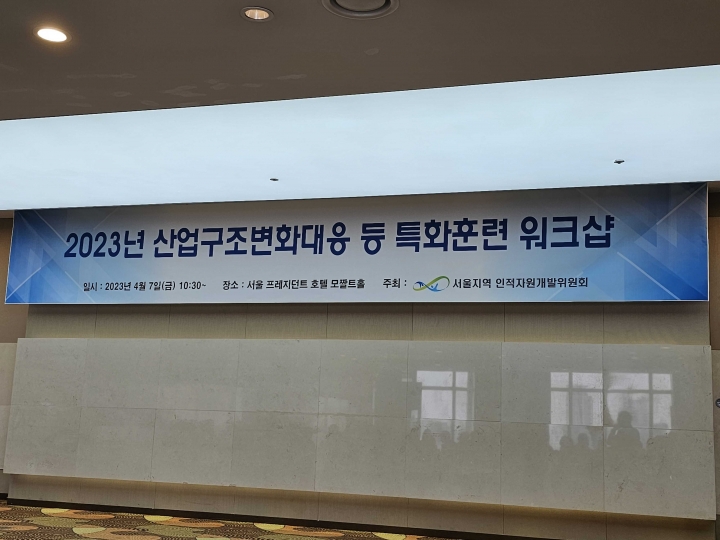 2023년 산업구조변화대응 등 특화훈련 워크샵
일시 : 2023년 4월 7일(금) 10:30~ 장소 : 서울 프레지던트 호텔 모짤트홀 주최 : 서울지역 인적자원개발위원회